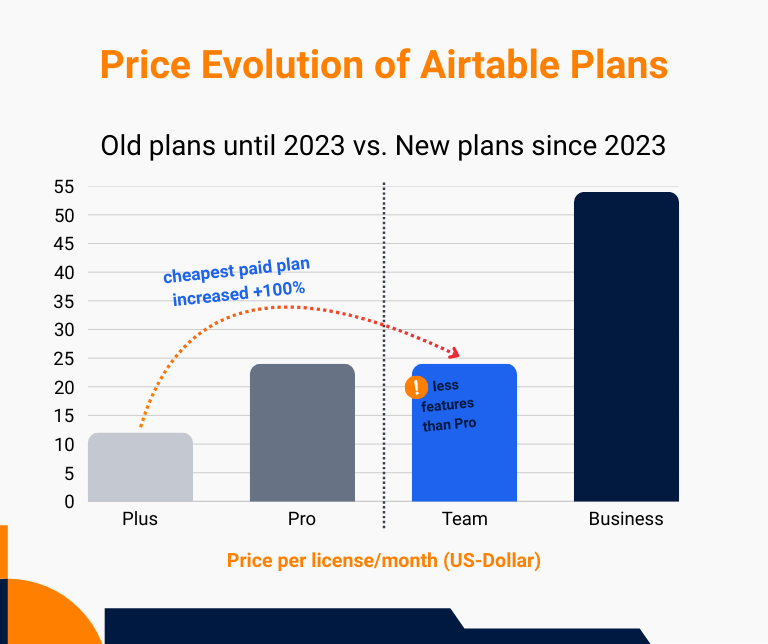 Price Evolution of Airtable Plans
Old plans until 2023 vs. New plans since 2023
55
50
45
40
35
30
25
20
15
10
5
0
cheapest paid plan
increased +100%
!
less
features
than Pro
Plus
Pro
Team
Business
Price per license/month (US-Dollar)